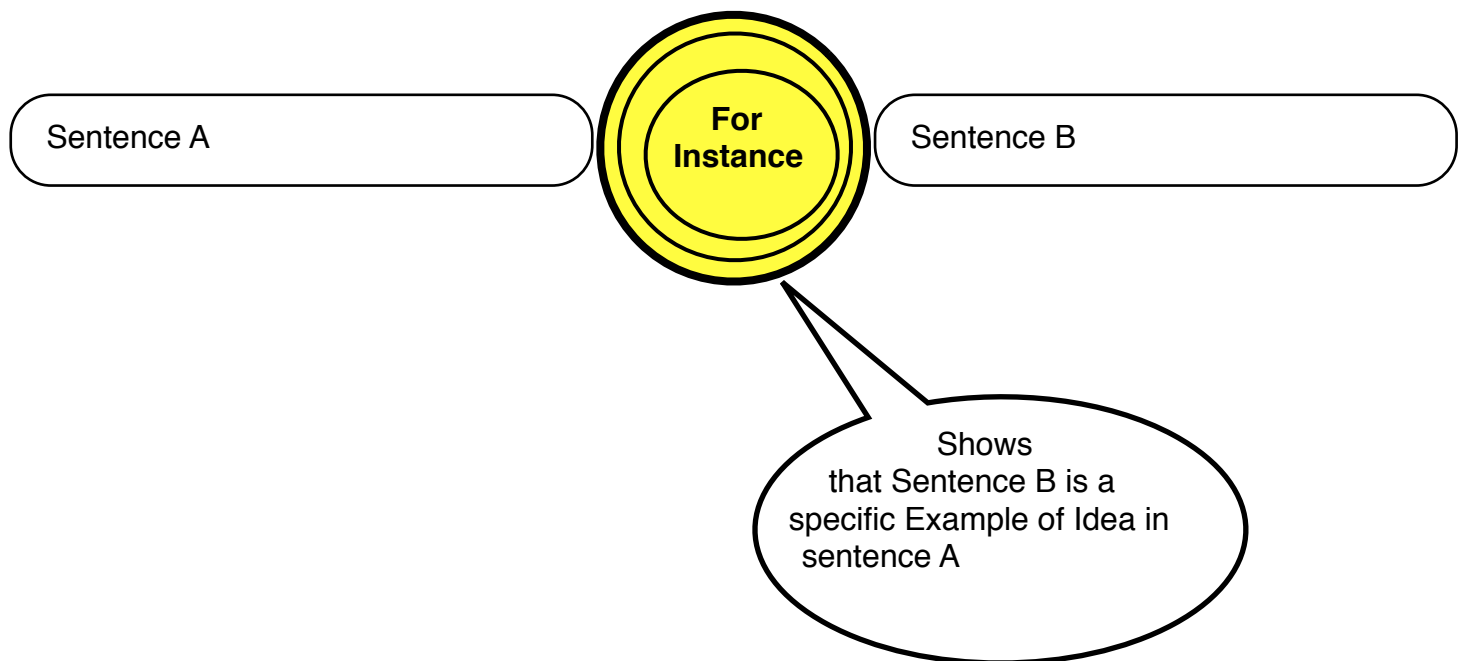 Sentence A
For
Instance
Sentence B
Shows
that Sentence B is a
specific Example of Idea in
sentence A